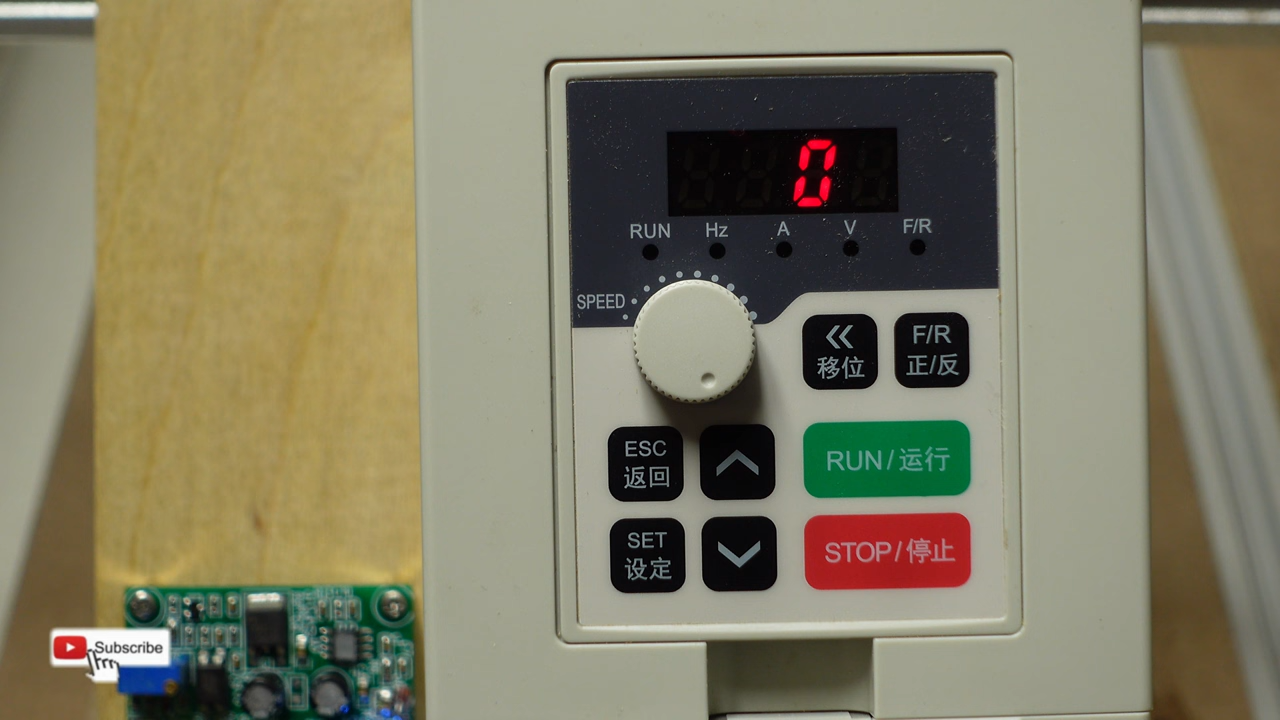 0
RUN Hz A V F/R
SPEED
移位
F/R
正/反
ESC
返回
RUN/运行
SET
设定
STOP/停止
Subscribe